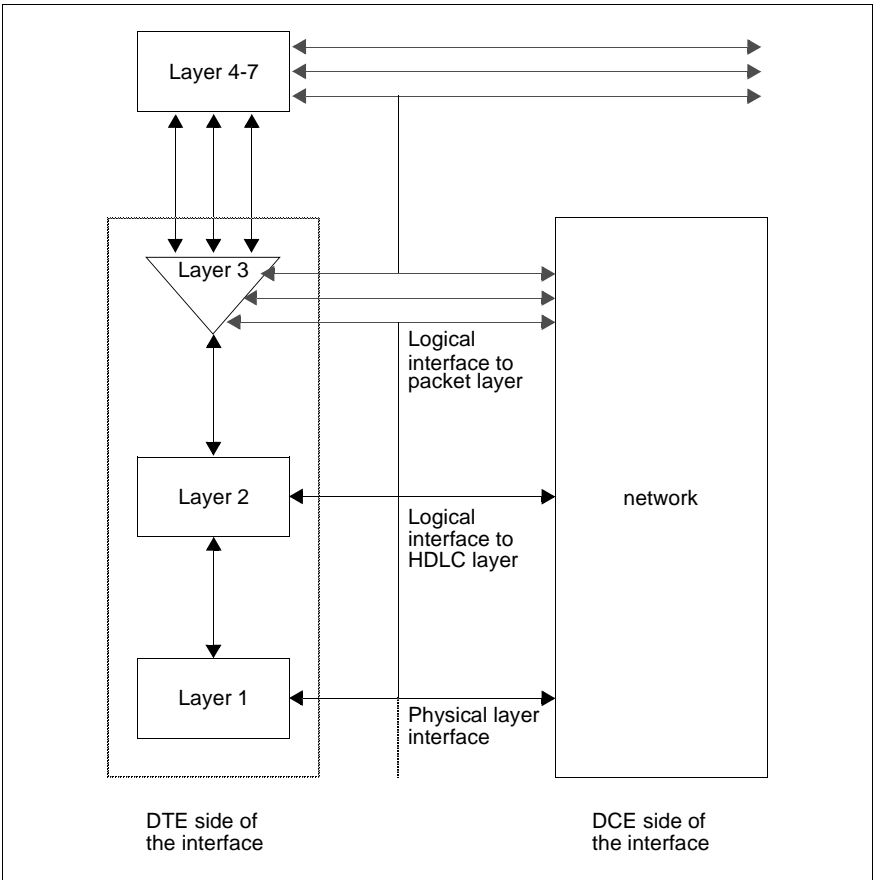 Layer 4-7
Layer 3
Logical
interface to
packet layer
Layer 2
Logical
interface to
HDLC layer
network
Layer 1
Physical layer
interface
DTE side of
the interface
DCE side of
the interface